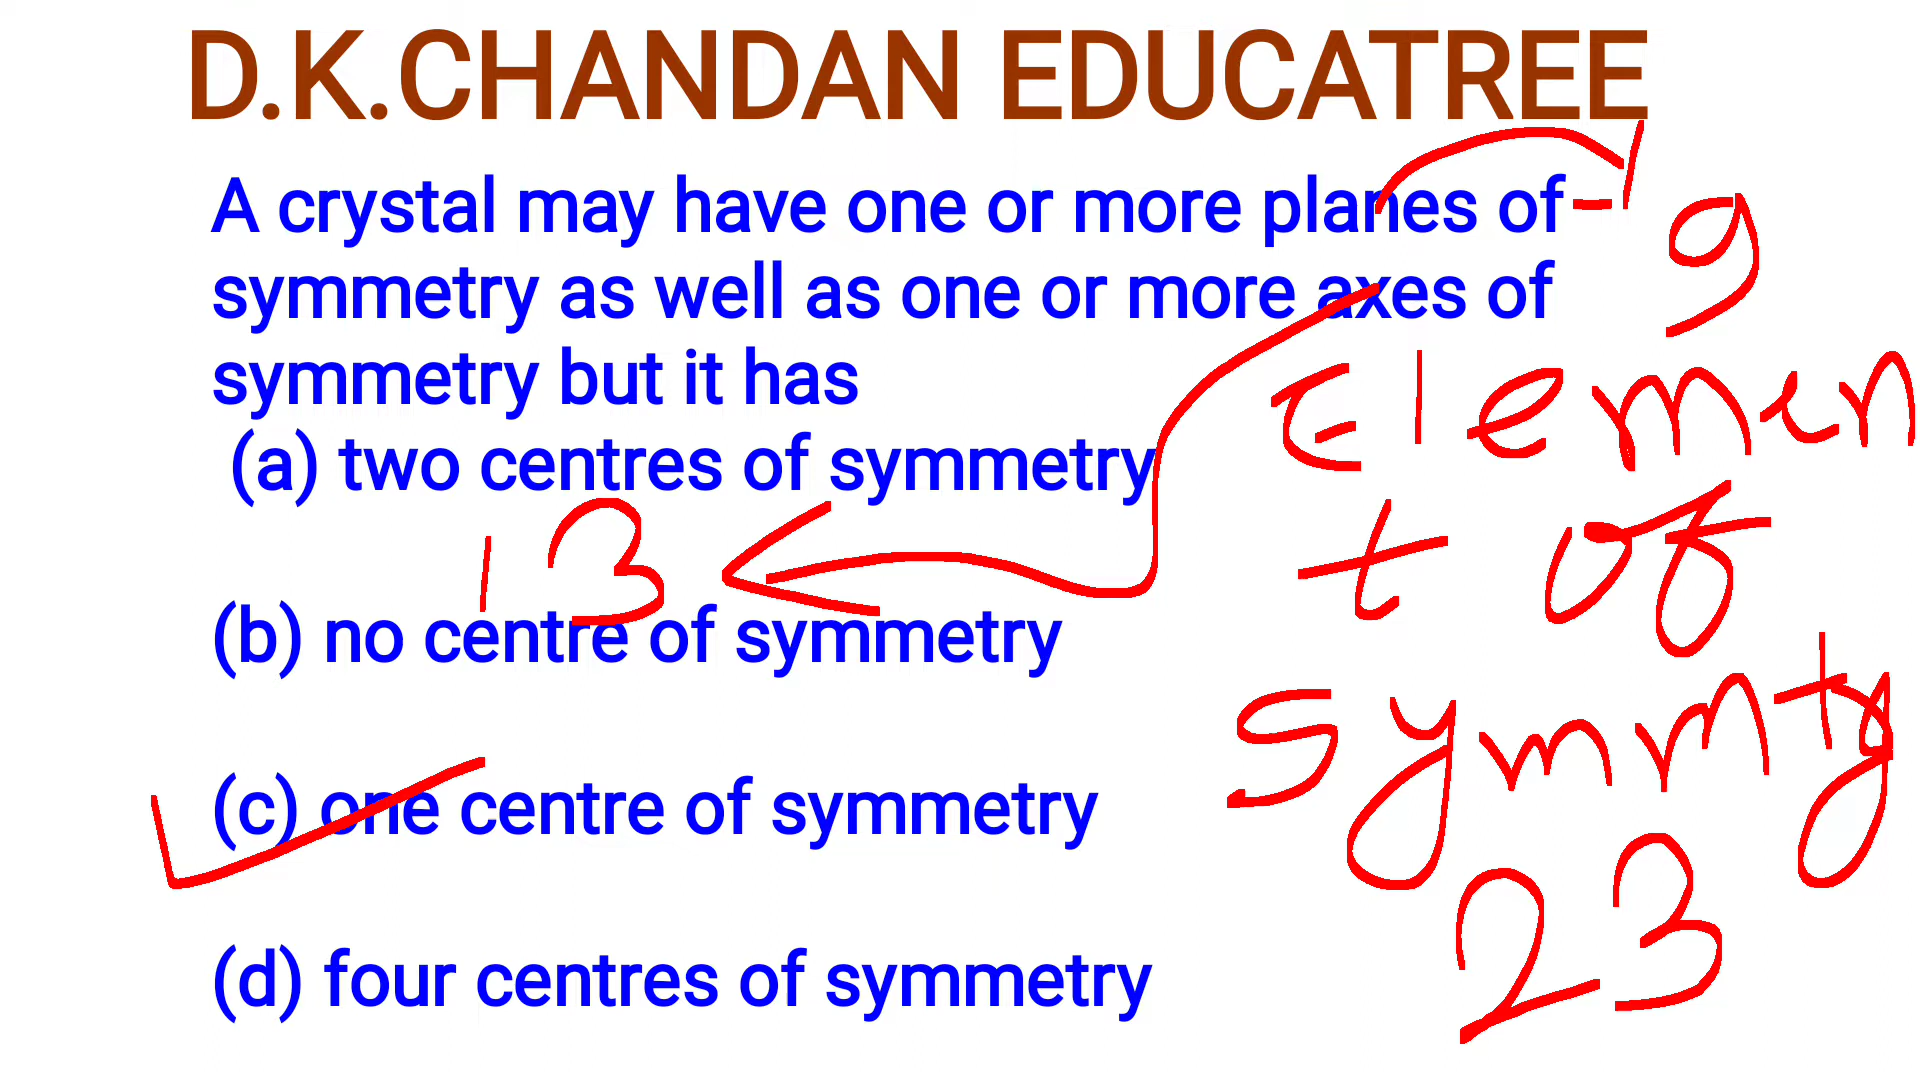 D.K.CHANDAN EDUCATREE
A crystal may have one or more planes of
symmetry as well as one or more axes of
symmetry but it has
(a) two centres of symmetry
(b) no centre of symmetry
(c) one centre of symmetry
(d) four centres of symmetry
9
13
Elemen
t of
symmty
23